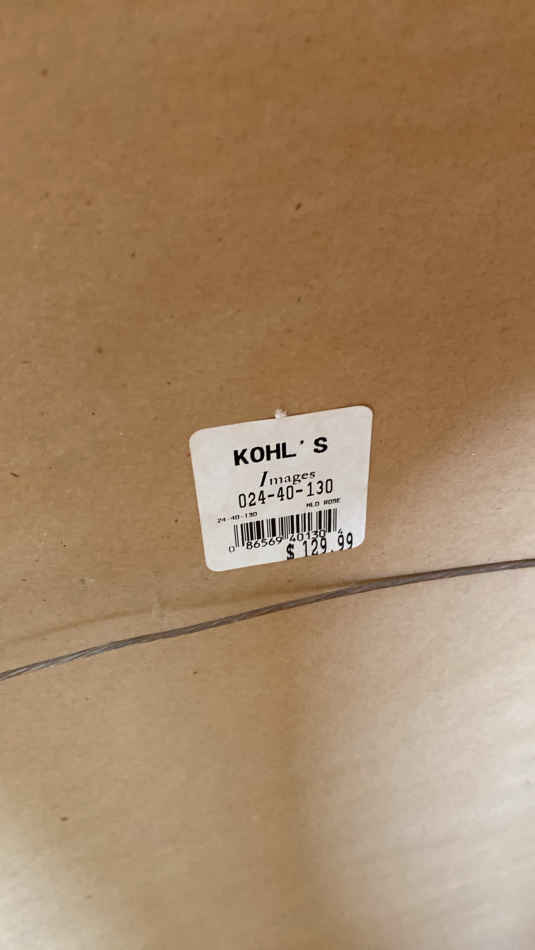 KOHL'S
Images
024-40-130
24-40-130 MLD ROSE
0 86569 40130 4
$ 129.99